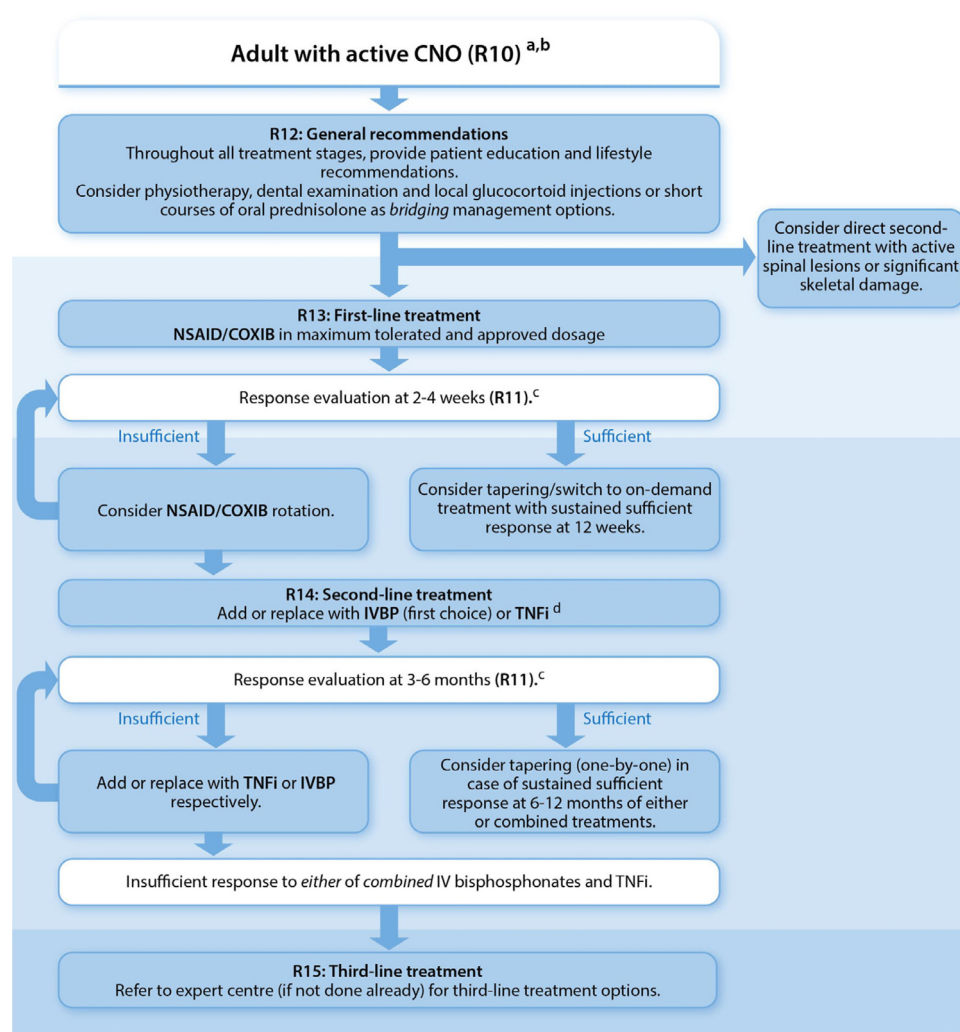 Adult with active CNO (R10) a,b
R12: General recommendations
Throughout all treatment stages, provide patient education and lifestyle
recommendations.
Consider physiotherapy, dental examination and local glucocortoid injections or short
courses of oral prednisolone as bridging management options.
Consider direct second-
line treatment with active
spinal lesions or significant
skeletal damage.
R13: First-line treatment
NSAID/COXIB in maximum tolerated and approved dosage
Response evaluation at 2-4 weeks (R11).c
Insufficient
Sufficient
Consider NSAID/COXIB rotation.
Consider tapering/switch to on-demand
treatment with sustained sufficient
response at 12 weeks.
R14: Second-line treatment
Add or replace with IVBP (first choice) or TNFi d
Response evaluation at 3-6 months (R11).c
Insufficient
Sufficient
Add or replace with TNFi or IVBP
respectively.
Consider tapering (one-by-one) in
case of sustained sufficient
response at 6-12 months of either
or combined treatments.
Insufficient response to either of combined IV bisphosphonates and TNFi.
R15: Third-line treatment
Refer to expert centre (if not done already) for third-line treatment options.